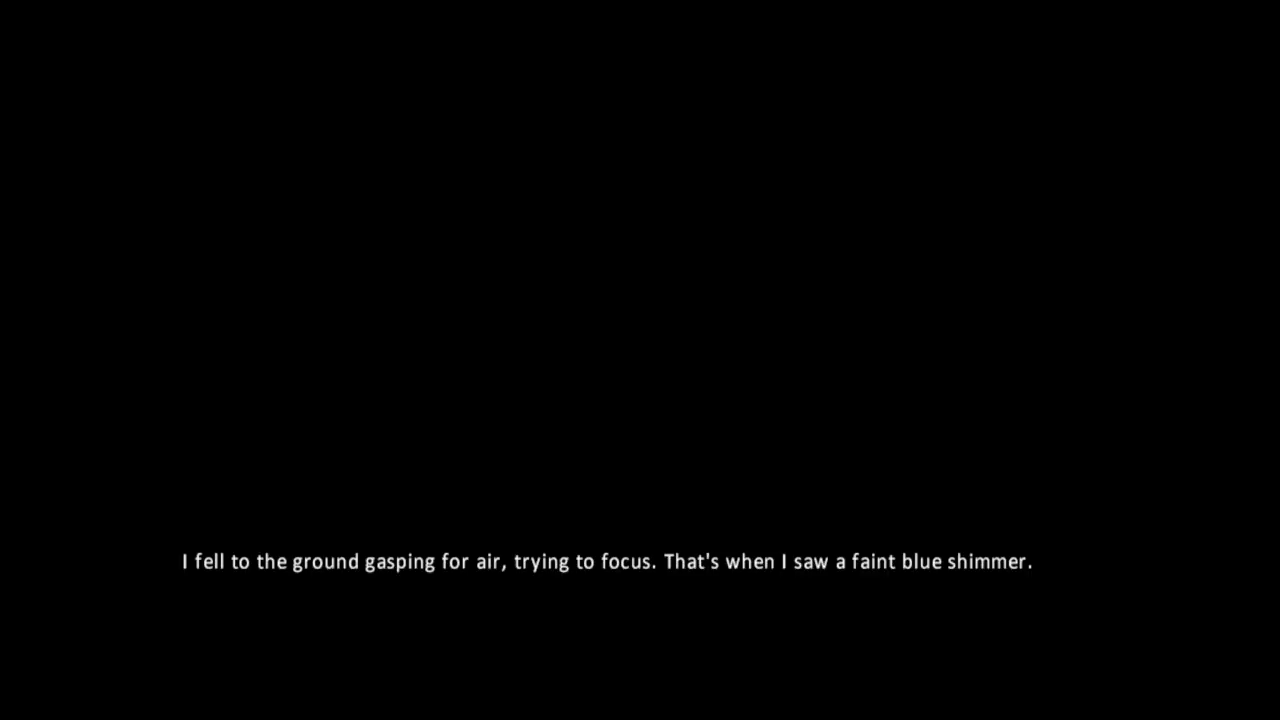 I fell to the ground gasping for air, trying to focus. That's when I saw a faint blue shimmer.